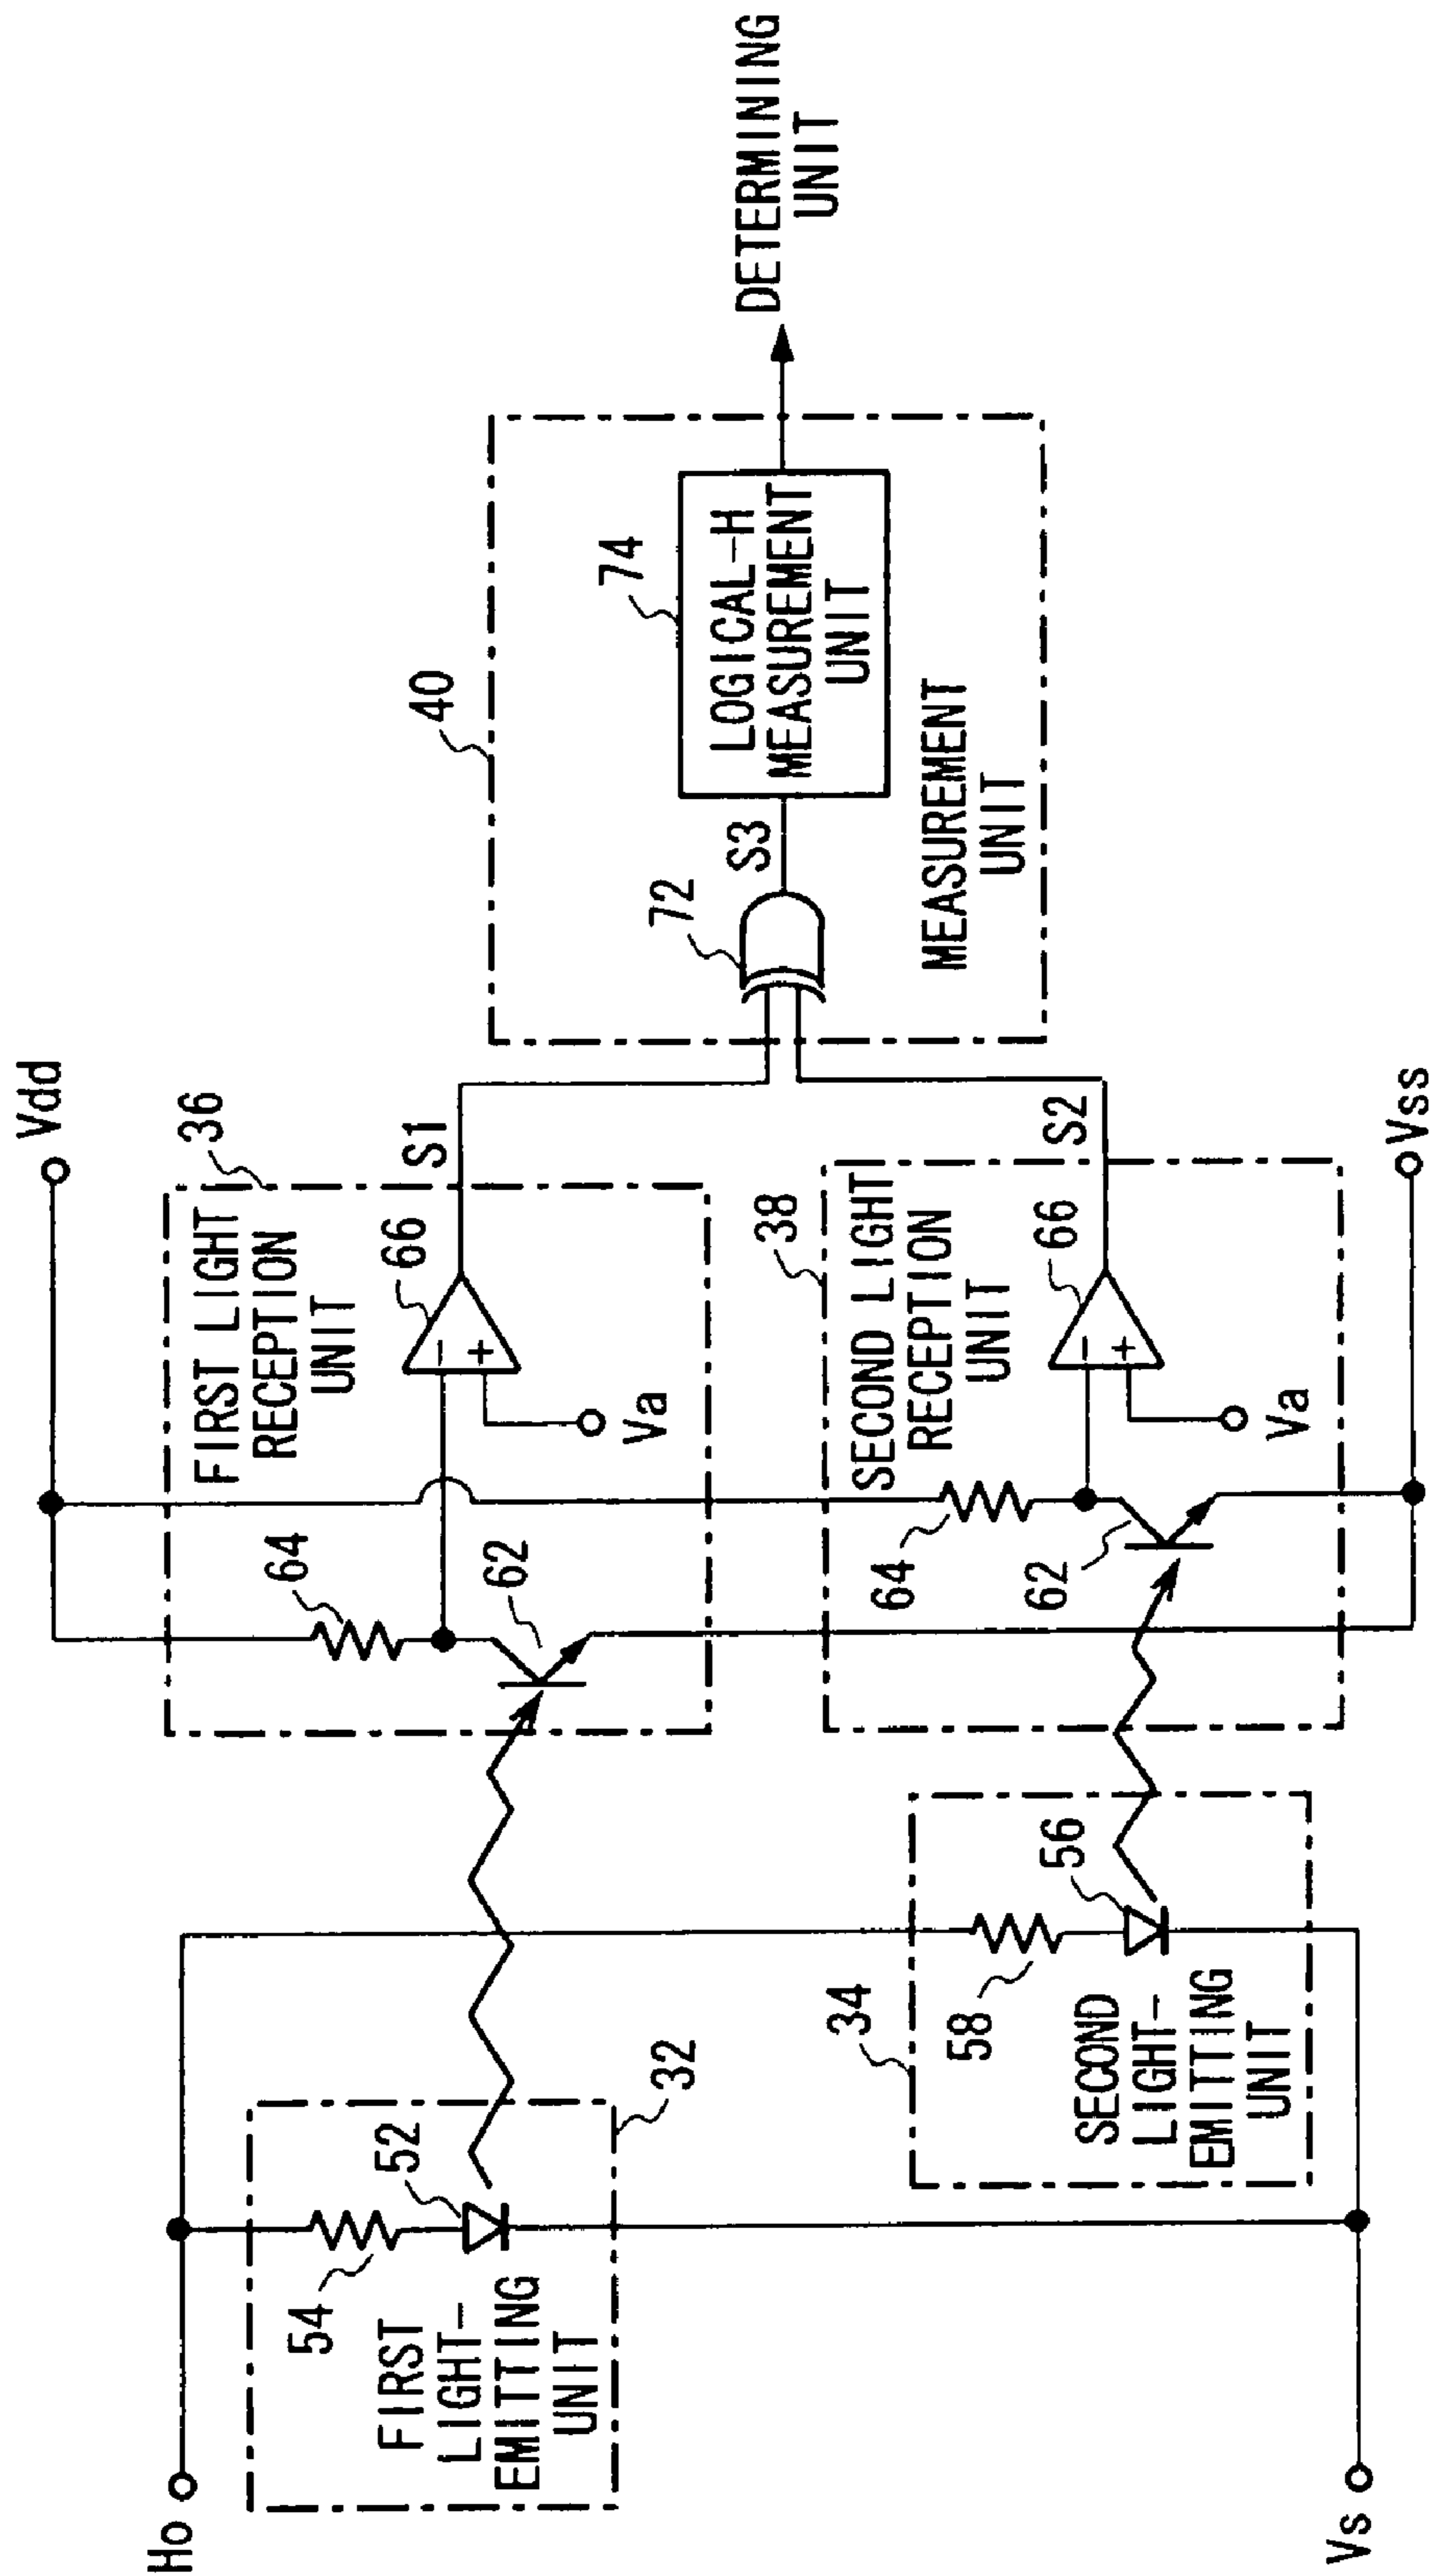 Ho
Vs
FIRST
LIGHT-
EMITTING
UNIT
54
52
32
SECOND
LIGHT-
EMITTING
UNIT
58
56
34
Vdd
36
FIRST LIGHT
RECEPTION
UNIT
64
62
66
Va
S1
38
SECOND LIGHT
RECEPTION
UNIT
64
62
66
Va
S2
Vss
40
72
S3
74
LOGICAL-H
MEASUREMENT
UNIT
MEASUREMENT
UNIT
DETERMINING
UNIT
- 
+
-
+